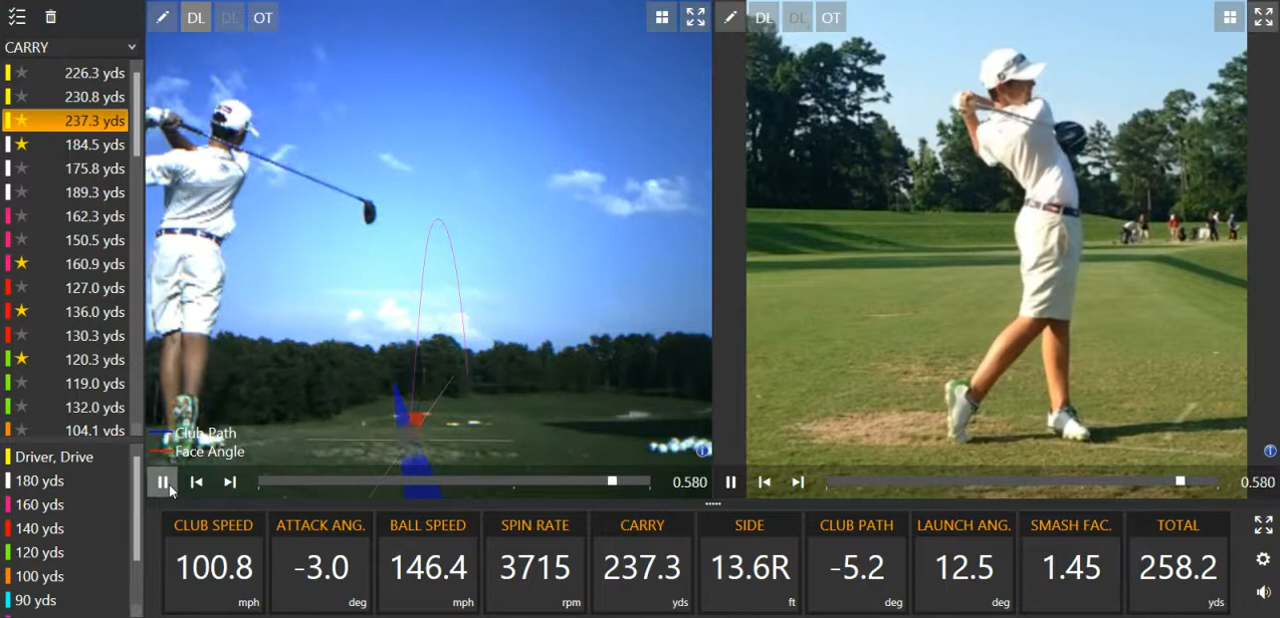 DL DL OT
DL DL OT
CARRY
226.3 yds
230.8 yds
237.3 yds
184.5 yds
175.8 yds
189.3 yds
162.3 yds
150.5 yds
160.9 yds
127.0 yds
136.0 yds
130.3 yds
120.3 yds
119.0 yds
132.0 yds
104.1 yds
Driver, Drive
180 yds
160 yds
140 yds
120 yds
100 yds
90 yds
Club Path
Face Angle
0.580
0.580
CLUB SPEED ATTACK ANG. BALL SPEED SPIN RATE CARRY SIDE CLUB PATH LAUNCH ANG. SMASH FAC. TOTAL
100.8 -3.0 146.4 3715 237.3 13.6R -5.2 12.5 1.45 258.2
mph deg mph rpm yds ft deg deg yds